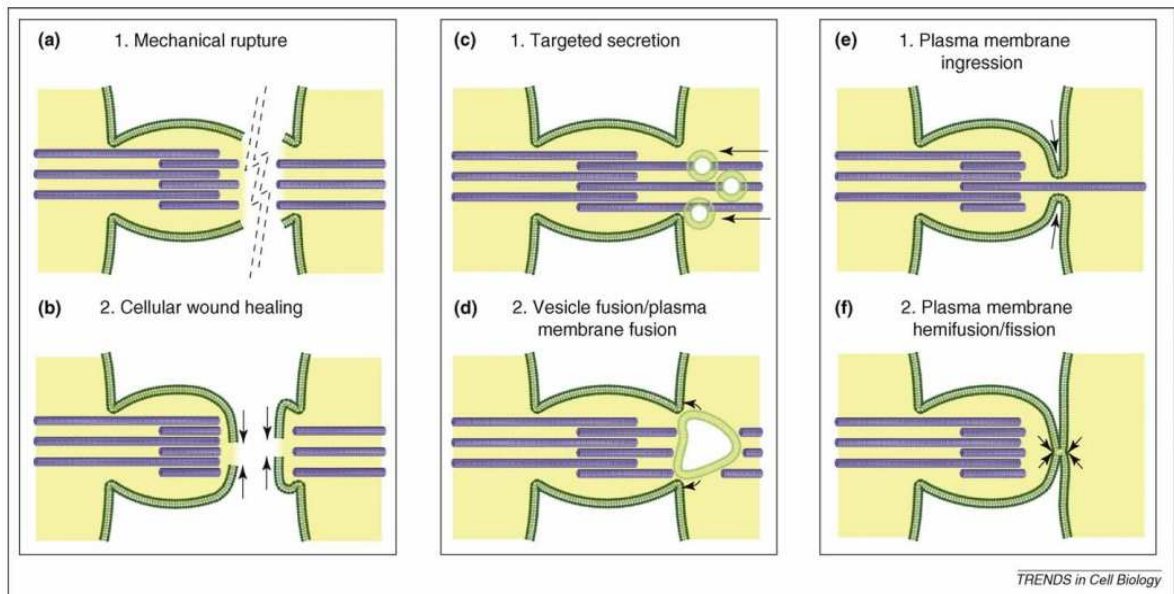 (a) 1. Mechanical rupture
(b) 2. Cellular wound healing
(c) 1. Targeted secretion
(d) 2. Vesicle fusion/plasma
membrane fusion
(e) 1. Plasma membrane
ingression
(f) 2. Plasma membrane
hemifusion/fission
TRENDS in Cell Biology